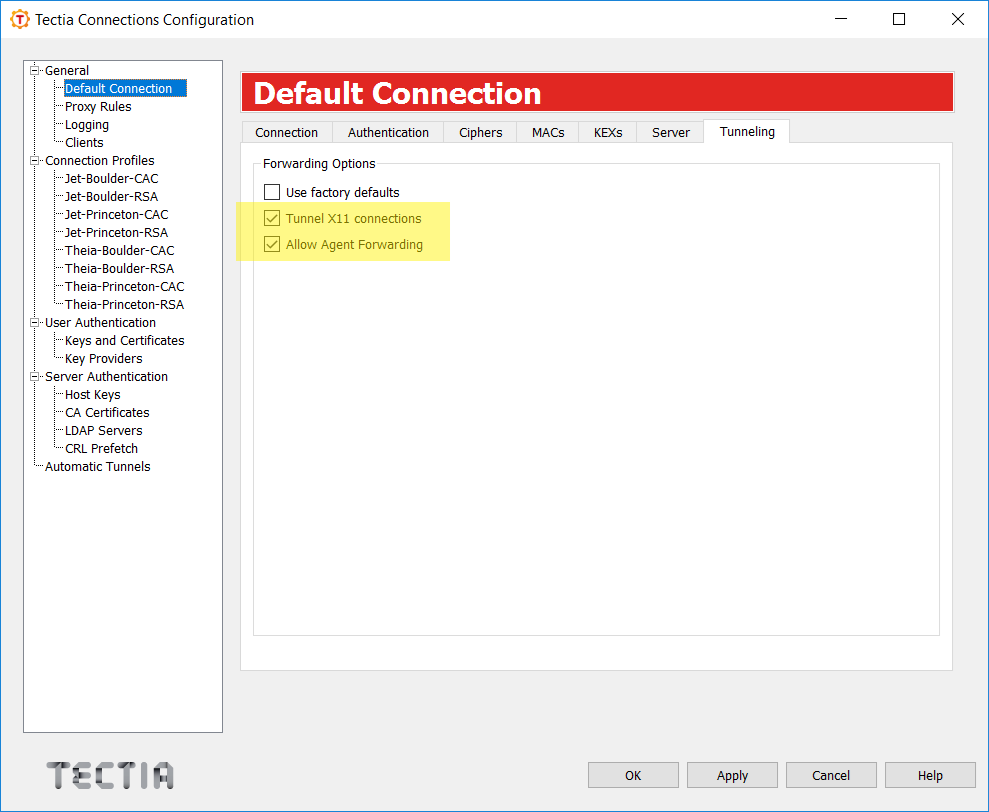 Tectia Connections Configuration
General
Default Connection
Proxy Rules
Logging
Clients
Connection Profiles
Jet-Boulder-CAC
Jet-Boulder-RSA
Jet-Princeton-CAC
Jet-Princeton-RSA
Theia-Boulder-CAC
Theia-Boulder-RSA
Theia-Princeton-CAC
Theia-Princeton-RSA
User Authentication
Keys and Certificates
Key Providers
Server Authentication
Host Keys
CA Certificates
LDAP Servers
CRL Prefetch
Automatic Tunnels
Default Connection
Connection Authentication Ciphers MACs KEXs Server Tunneling
Forwarding Options
Use factory defaults
Tunnel X11 connections
Allow Agent Forwarding
TECTIA
OK Apply Cancel Help